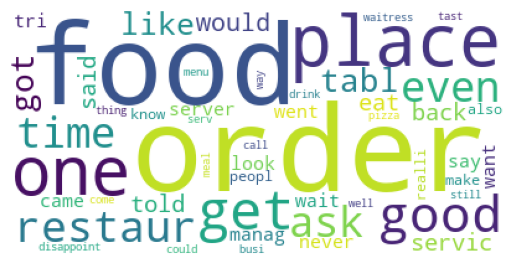 tri
like
would
waitress
tast
food
place
got
said
menu
way
tabl
even
drink
time
know
server
serv
went
eat
back
also
thing
pizza
one
order
call
look
peopl
meal
realli
say
make
want
still
came
come
told
get
wait
well
ask
good
restaur
manag
never
servic
disappoint
busi
could